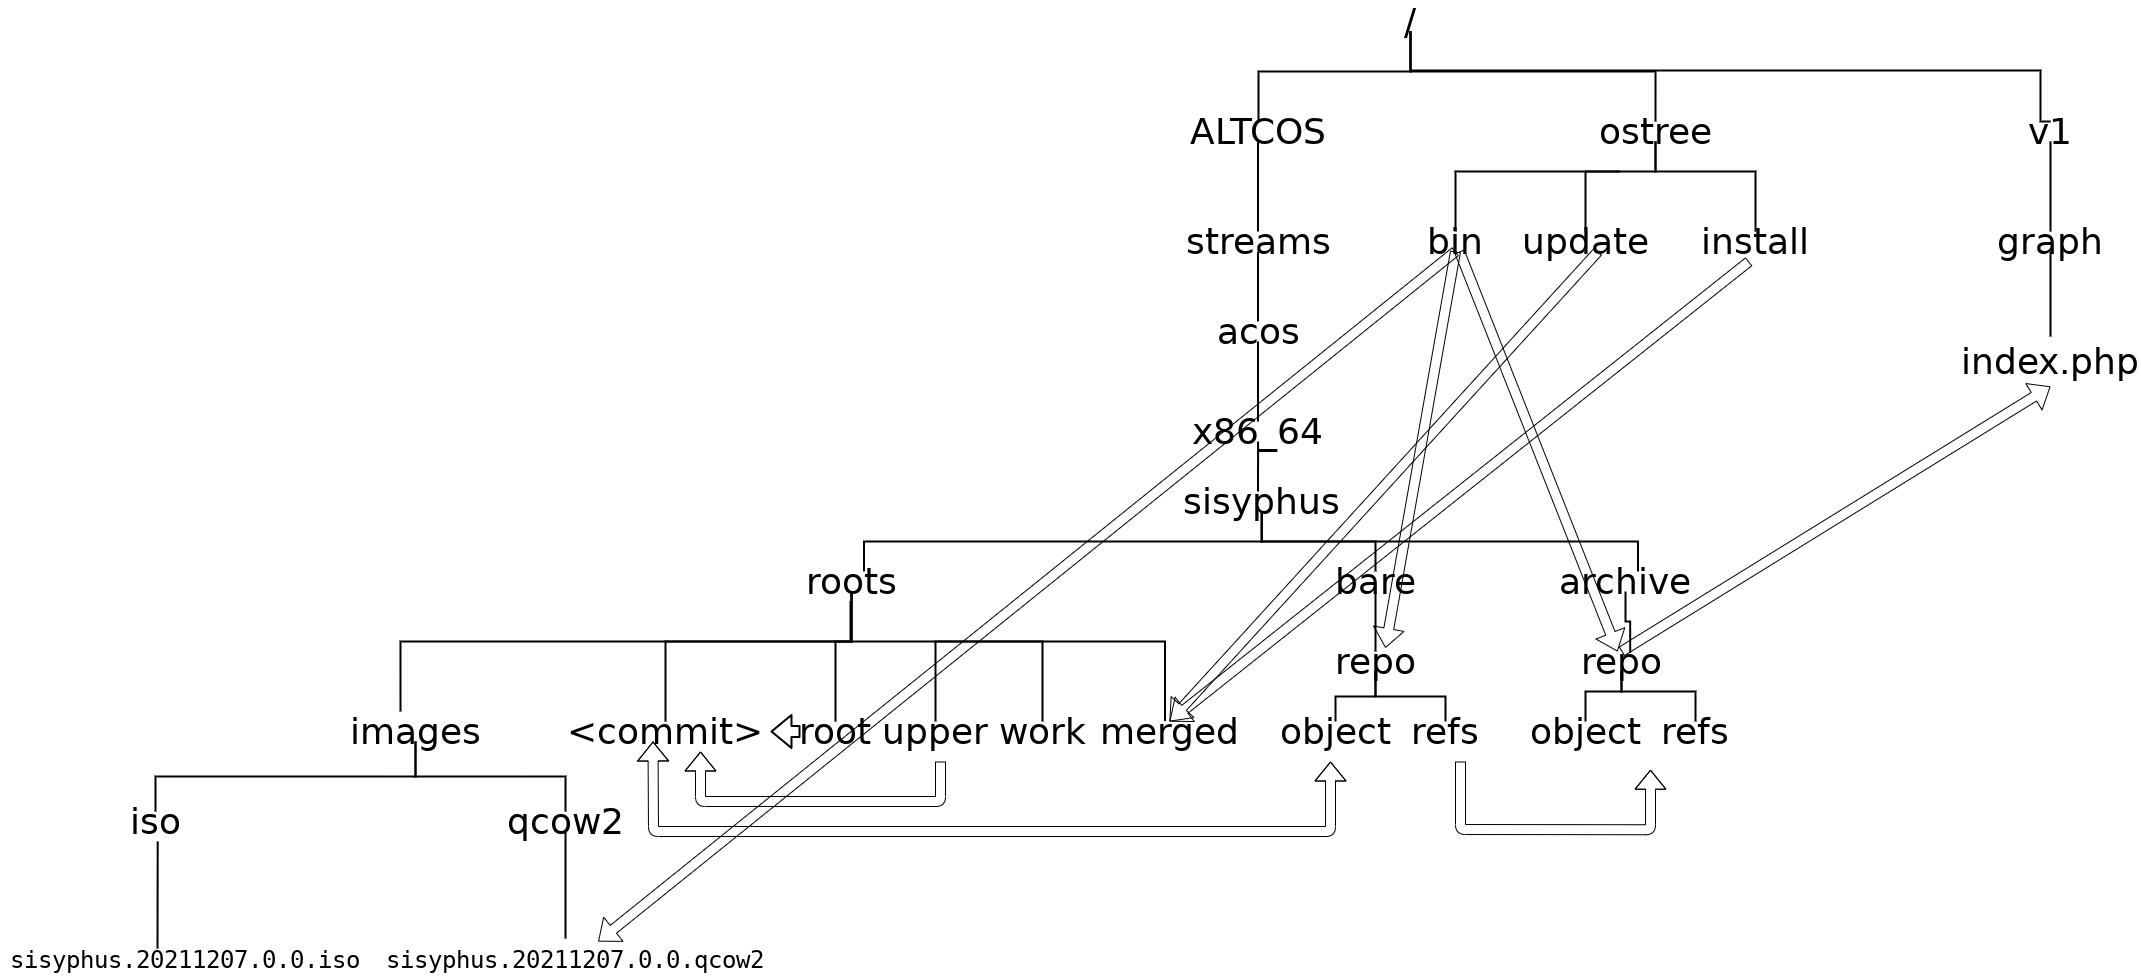 /
ALTCOS ostree v1
streams bin update install graph
acos
index.php
x86_64
sisyphus
roots bare archive
repo repo
images <commit> root upper work merged object refs object refs
iso qcow2
sisyphus.20211207.0.0.iso sisyphus.20211207.0.0.qcow2